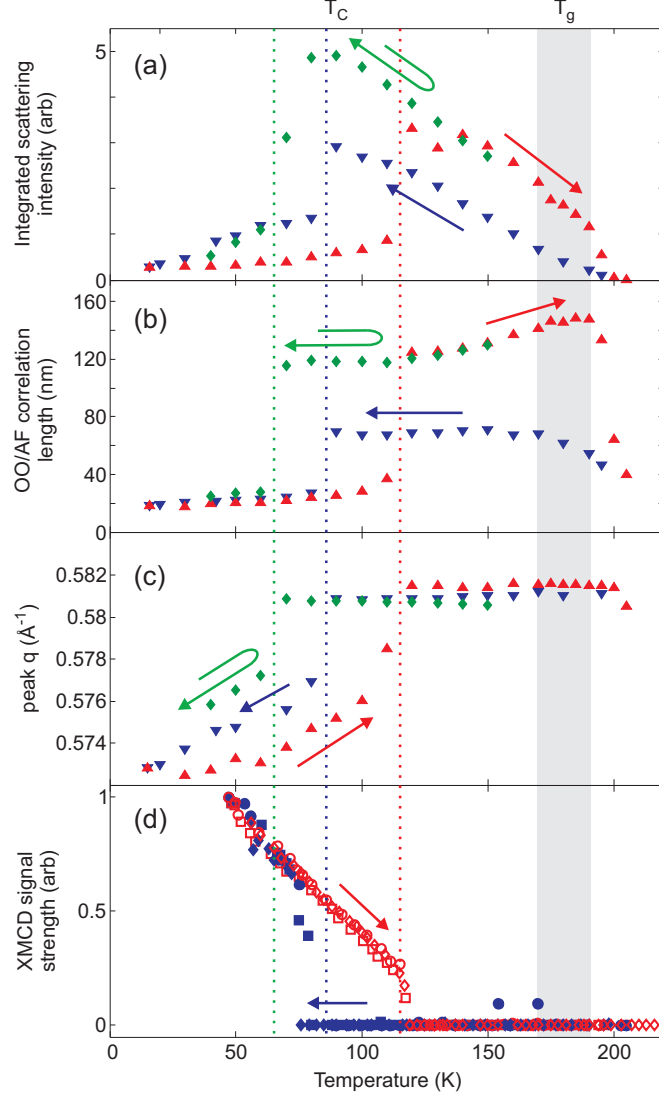 T_C T_g
(a)
Integrated scattering
intensity (arb)
5
0
(b)
OO/AF correlation
length (nm)
160
120
80
40
0
(c)
peak q (Å⁻¹)
0.582
0.58
0.578
0.576
0.574
(d)
XMCD signal
strength (arb)
1
0.5
0
0 50 100 150 200
Temperature (K)